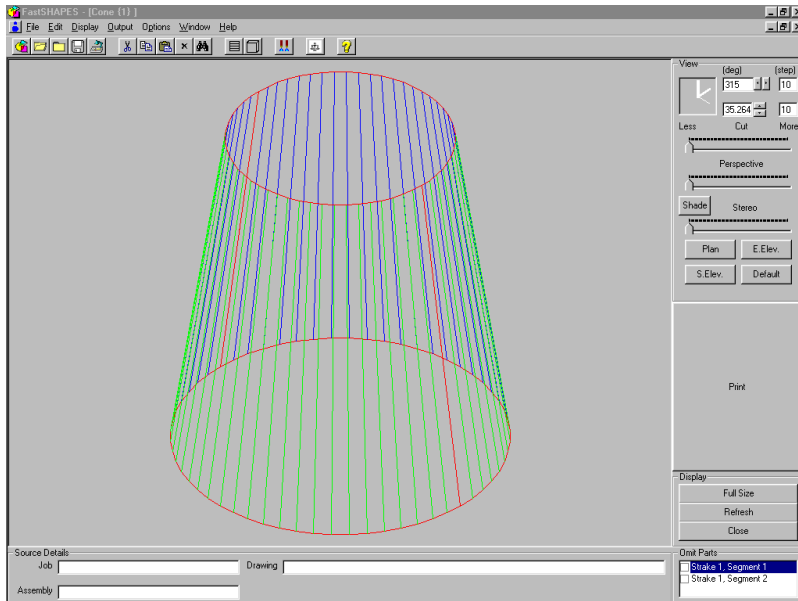 FastSHAPES - [Cone {1} ]
File Edit Display Output Options Window Help
View
(deg) (step)
315 10
35.264 10
Less Cut More
Perspective
Shade Stereo
Plan E.Elev.
S.Elev. Default
Print
Display
Full Size
Refresh
Close
Source Details
Job Drawing
Assembly
Omit Parts
Strake 1, Segment 1
Strake 1, Segment 2